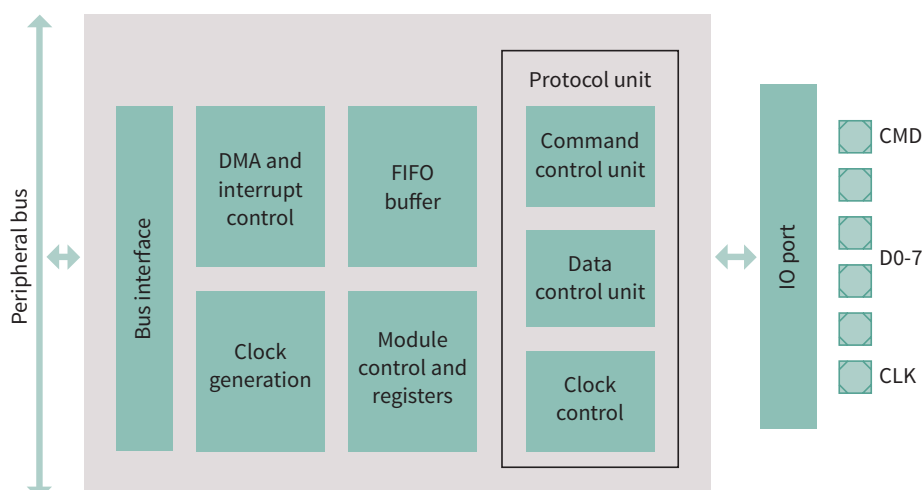 Peripheral bus
Bus interface
DMA and
interrupt
control
FIFO
buffer
Clock
generation
Module
control and
registers
Protocol unit
Command
control unit
Data
control unit
Clock
control
IO port
CMD
D0-7
CLK